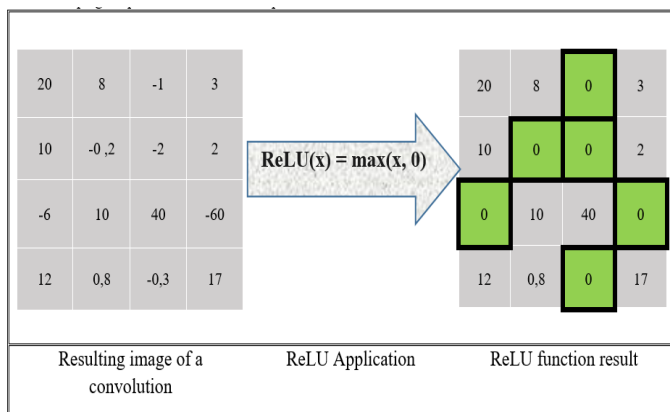 20 8 -1 3
10 -0 ,2 -2 2
-6 10 40 -60
12 0,8 -0,3 17
ReLU(x) = max(x, 0)
20 8 0 3
10 0 0 2
0 10 40 0
12 0,8 0 17
Resulting image of a
convolution
ReLU Application
ReLU function result